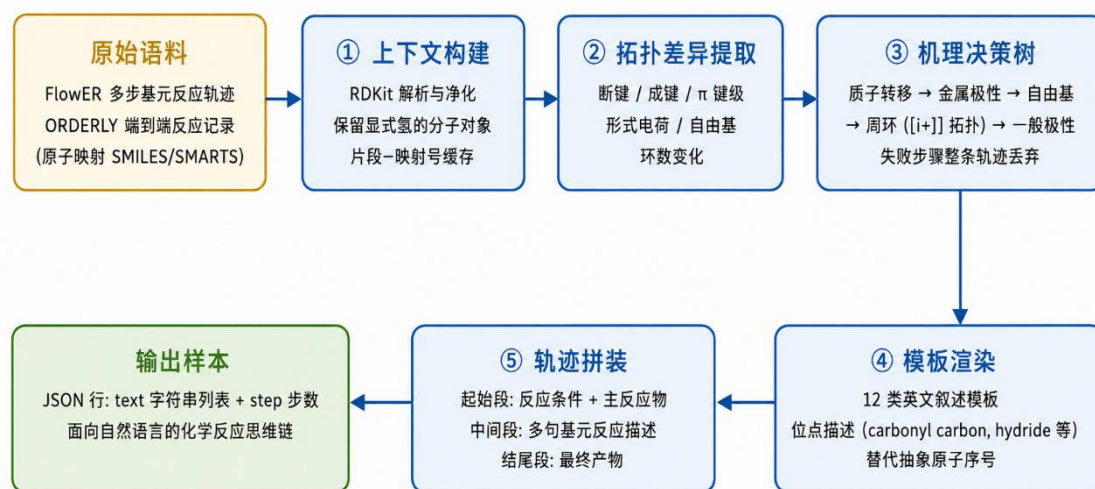 原始语料
FlowER 多步基元反应轨迹
ORDERLY 端到端反应记录
(原子映射 SMILES/SMARTS)
① 上下文构建
RDKit 解析与净化
保留显式氢的分子对象
片段–映射号缓存
② 拓扑差异提取
断键 / 成键 / π 键级
形式电荷 / 自由基
环数变化
③ 机理决策树
质子转移 → 金属极性 → 自由基
→ 周环 ([i+]] 拓扑) → 一般极性
失败步骤整条轨迹丢弃
输出样本
JSON 行: text 字符串列表 + step 步数
面向自然语言的化学反应思维链
⑤ 轨迹拼装
起始段: 反应条件 + 主反应物
中间段: 多句基元反应描述
结尾段: 最终产物
④ 模板渲染
12 类英文叙述模板
位点描述 (carbonyl carbon, hydride 等)
替代抽象原子序号